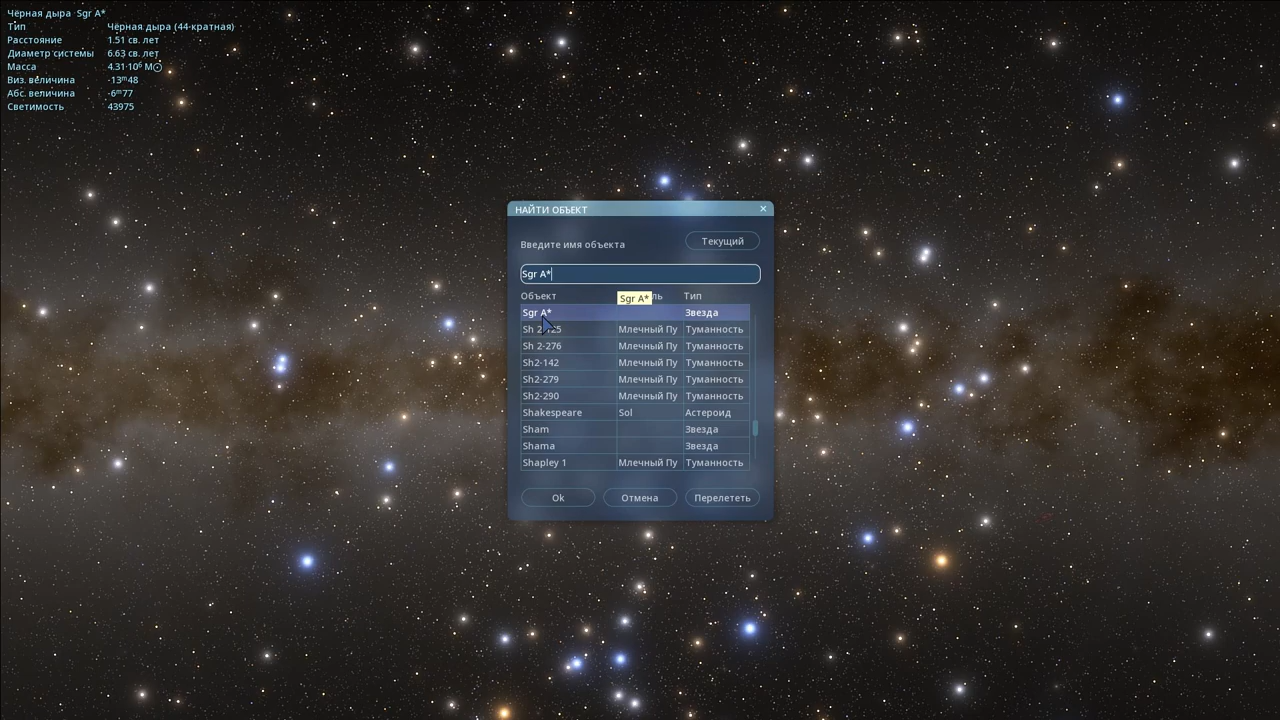 Чёрная дыра Sgr A*
Тип Чёрная дыра (44-кратная)
Расстояние 1.51 св. лет
Диаметр системы 6.63 св. лет
Масса 4.31·10⁶ M☉
Виз. величина -13ᵐ48
Абс. величина -6ᵐ77
Светимость 43975
НАЙТИ ОБЪЕКТ
Введите имя объекта Текущий
Sgr A*
Объект Тип
Sgr A*
Sgr A* Звезда
Млечный Пу Туманность
Sh 2-276 Млечный Пу Туманность
Sh2-142 Млечный Пу Туманность
Sh2-279 Млечный Пу Туманность
Sh2-290 Млечный Пу Туманность
Shakespeare Sol Астероид
Sham Звезда
Shama Звезда
Shapley 1 Млечный Пу Туманность
Ok Отмена Перелететь